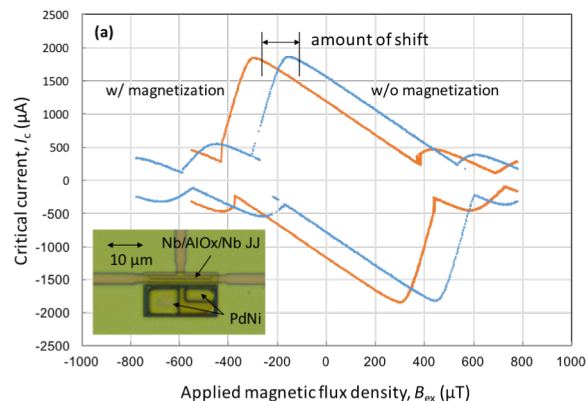 (a)
amount of shift
w/ magnetization
w/o magnetization
Critical current, Ic (µA)
2500
2000
1500
1000
500
0
-500
-1000
-1500
-2000
-2500
Nb/AlOx/Nb JJ
10 µm
PdNi
-1000 -800 -600 -400 -200 0 200 400 600 800 1000
Applied magnetic flux density, Bex (µT)